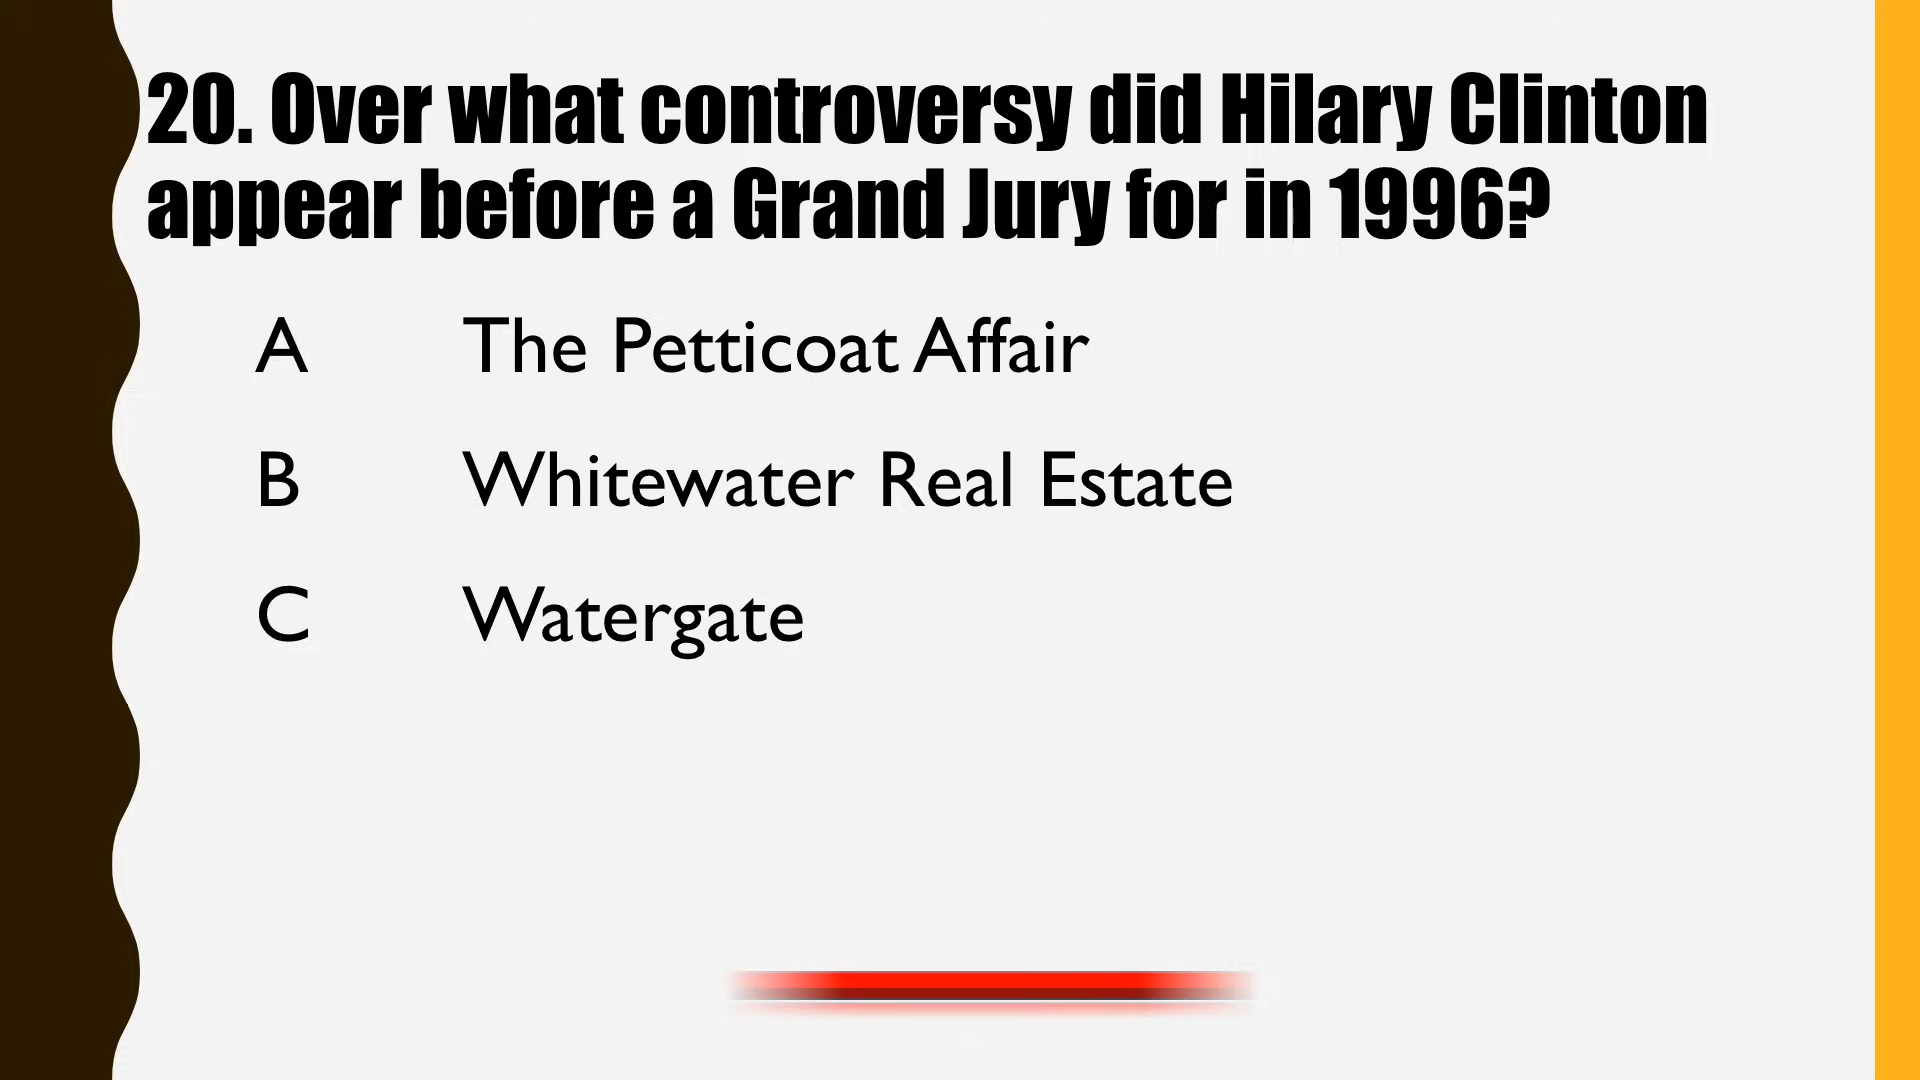 20. Over what controversy did Hilary Clinton
appear before a Grand Jury for in 1996?
A The Petticoat Affair
B Whitewater Real Estate
C Watergate